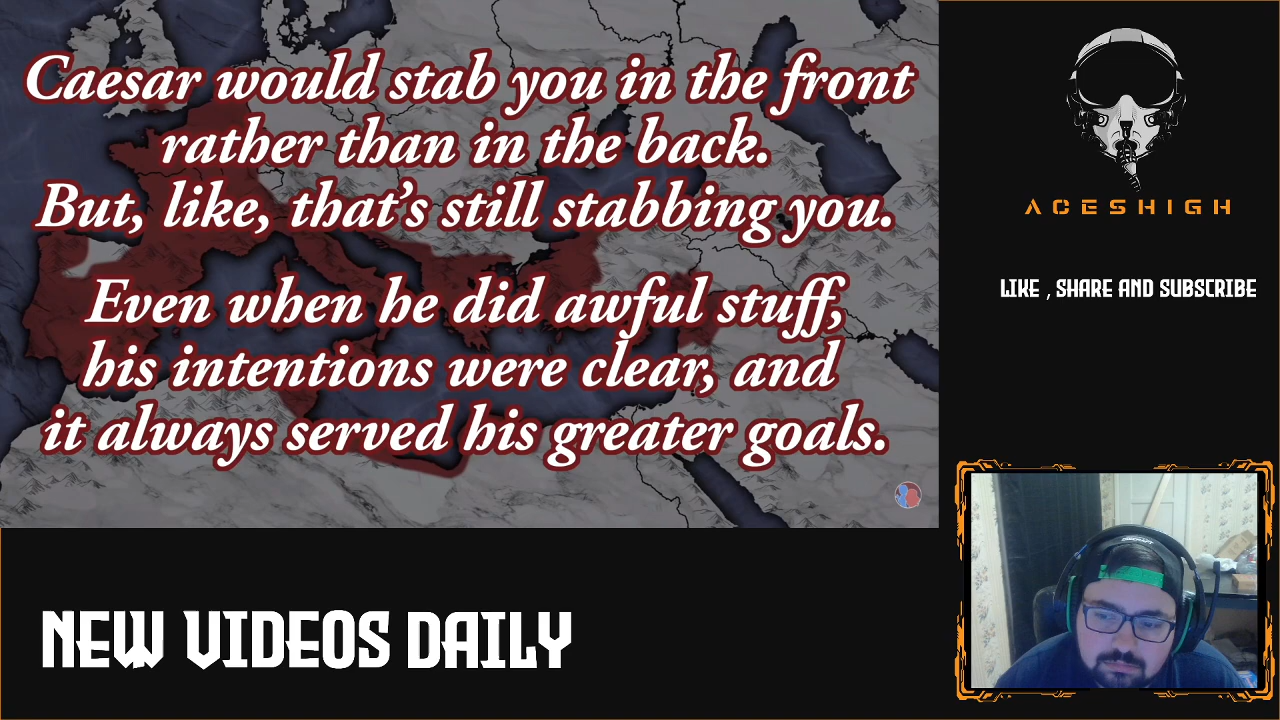 Caesar would stab you in the front
rather than in the back.
But, like, that's still stabbing you.
Even when he did awful stuff,
his intentions were clear, and
it always served his greater goals.
ACESHIGH
LIKE , SHARE AND SUBSCRIBE
NEW VIDEOS DAILY